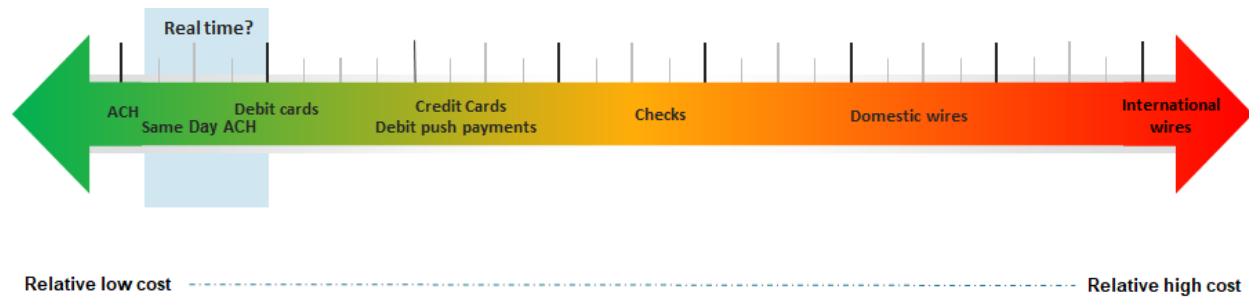 Real time?
ACH
Same Day ACH
Debit cards
Credit Cards
Debit push payments
Checks
Domestic wires
International
wires
Relative low cost
Relative high cost